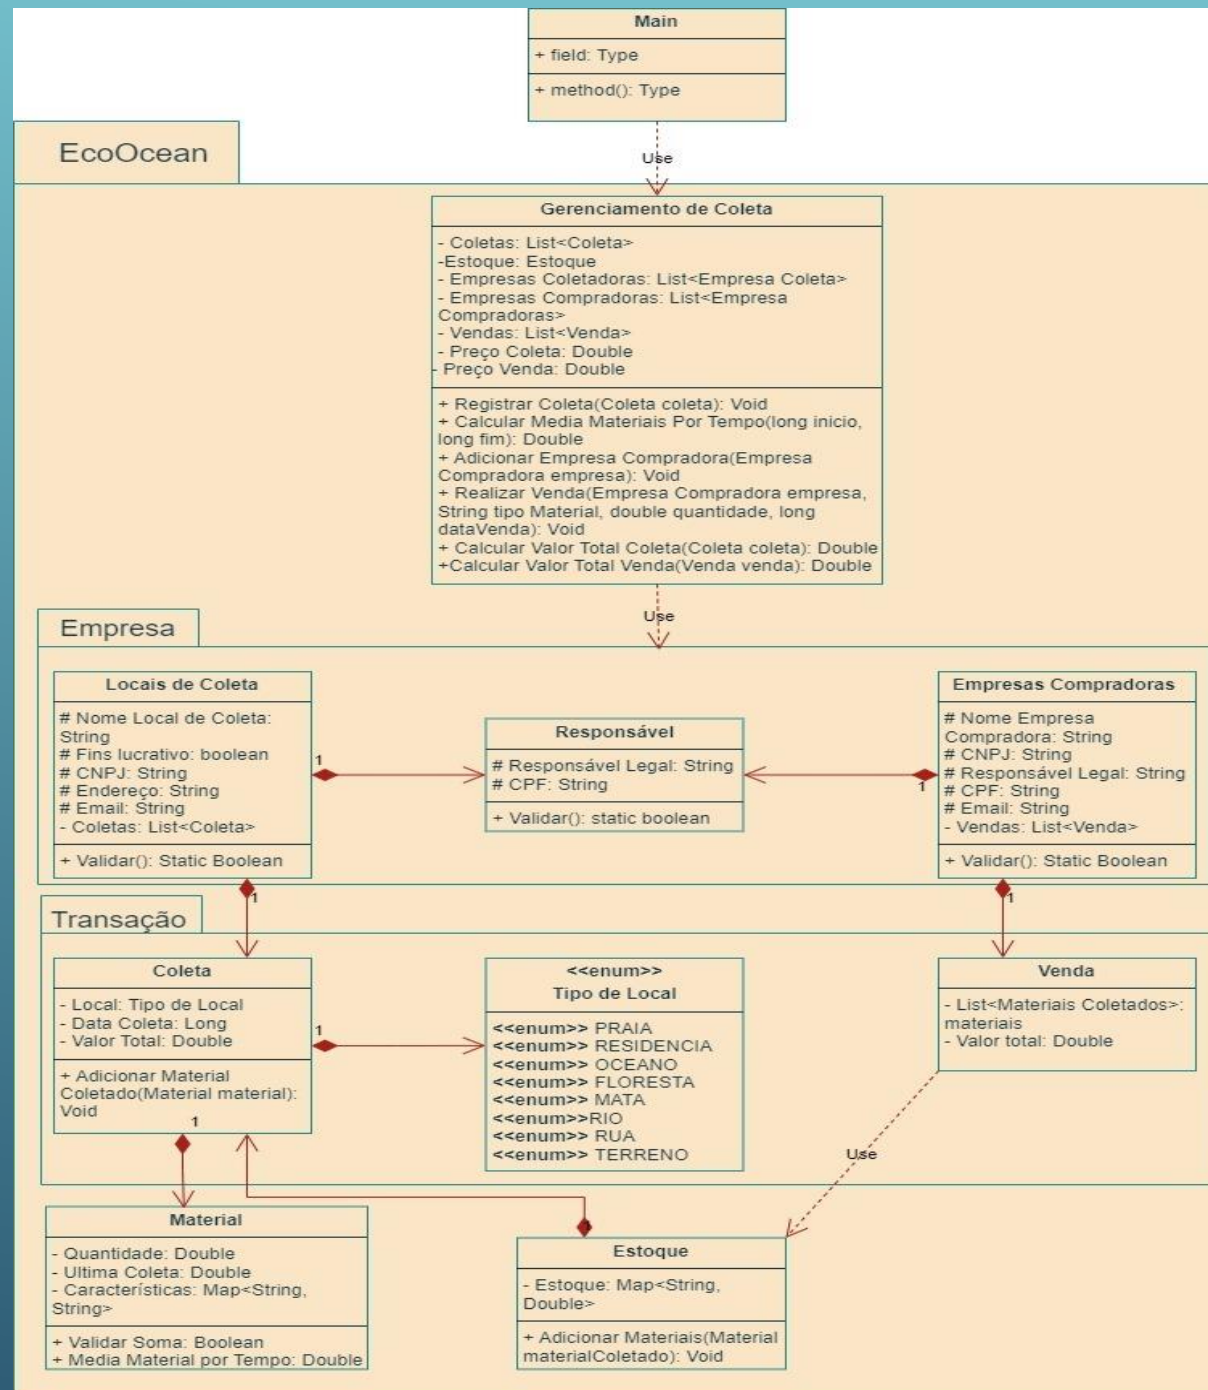 Main
+ field: Type
+ method(): Type
Use
EcoOcean
Gerenciamento de Coleta
- Coletas: List<Coleta>
-Estoque: Estoque
- Empresas Coletadoras: List<Empresa Coleta>
- Empresas Compradoras: List<Empresa
Compradoras>
- Vendas: List<Venda>
- Preço Coleta: Double
- Preço Venda: Double
+ Registrar Coleta(Coleta coleta): Void
+ Calcular Media Materiais Por Tempo(long inicio,
long fim): Double
+ Adicionar Empresa Compradora(Empresa
Compradora empresa): Void
+ Realizar Venda(Empresa Compradora empresa,
String tipo Material, double quantidade, long
dataVenda): Void
+ Calcular Valor Total Coleta(Coleta coleta): Double
+Calcular Valor Total Venda(Venda venda): Double
Use
Empresa
Locais de Coleta
# Nome Local de Coleta:
String
# Fins lucrativo: boolean
# CNPJ: String
# Endereço: String
# Email: String
- Coletas: List<Coleta>
+ Validar(): Static Boolean
1
Responsável
# Responsável Legal: String
# CPF: String
+ Validar(): static boolean
1
Empresas Compradoras
# Nome Empresa
Compradora: String
# CNPJ: String
# Responsável Legal: String
# CPF: String
# Email: String
- Vendas: List<Venda>
+ Validar(): Static Boolean
1
1
Transação
Coleta
- Local: Tipo de Local
- Data Coleta: Long
- Valor Total: Double
+ Adicionar Material
Coletado(Material material):
Void
1
1
<<enum>>
Tipo de Local
<<enum>> PRAIA
<<enum>> RESIDENCIA
<<enum>> OCEANO
<<enum>> FLORESTA
<<enum>> MATA
<<enum>>RIO
<<enum>> RUA
<<enum>> TERRENO
Venda
- List<Materiais Coletados>:
materiais
- Valor total: Double
Use
Material
- Quantidade: Double
- Ultima Coleta: Double
- Características: Map<String,
String>
+ Validar Soma: Boolean
+ Media Material por Tempo: Double
Estoque
- Estoque: Map<String,
Double>
+ Adicionar Materiais(Material
materialColetado): Void